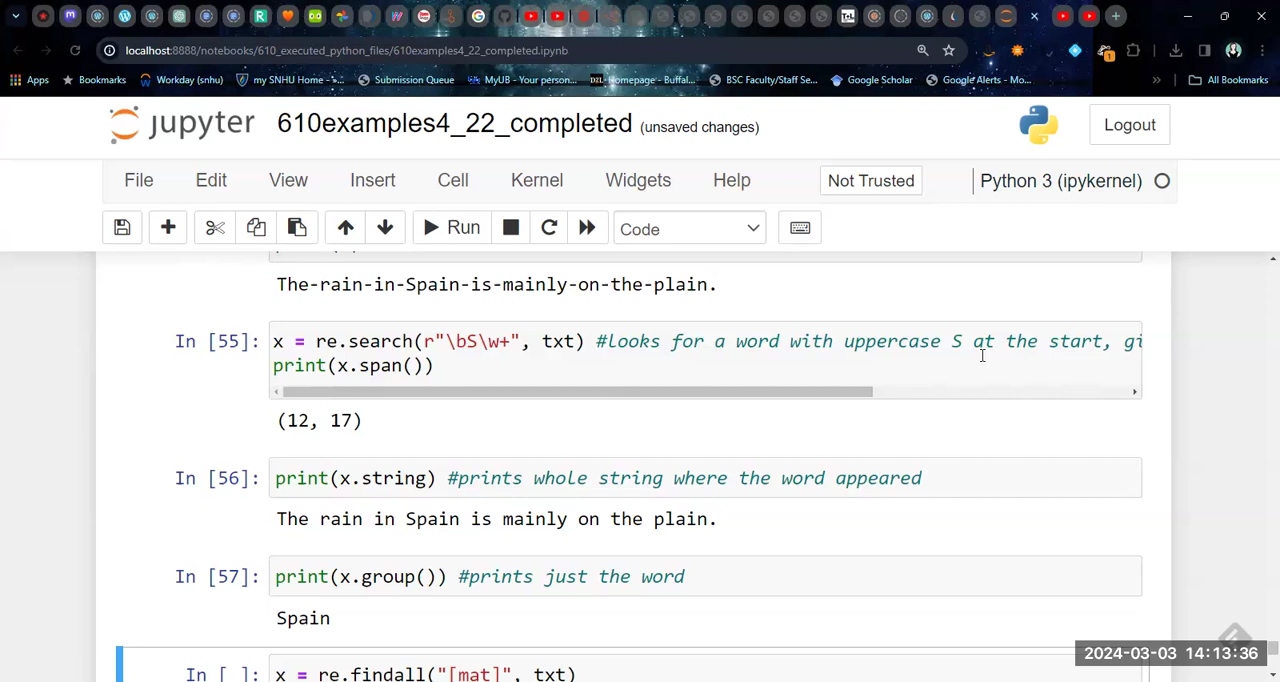 localhost:8888/notebooks/610_executed_python_files/610examples4_22_completed.ipynb
Apps Bookmarks Workday (snhu) my SNHU Home - ... Submission Queue MyUB - Your person... D2L Homepage - Buffal... BSC Faculty/Staff Se... Google Scholar Google Alerts - Mo... » All Bookmarks
jupyter 610examples4_22_completed (unsaved changes) Logout
File Edit View Insert Cell Kernel Widgets Help Not Trusted Python 3 (ipykernel)
Run Code
The-rain-in-Spain-is-mainly-on-the-plain.
In [55]: x = re.search(r"\bS\w+", txt) #looks for a word with uppercase S at the start, gi
print(x.span())
(12, 17)
In [56]: print(x.string) #prints whole string where the word appeared
The rain in Spain is mainly on the plain.
In [57]: print(x.group()) #prints just the word
Spain
In [ ]: x = re.findall("[mat]", txt)
2024-03-03 14:13:36